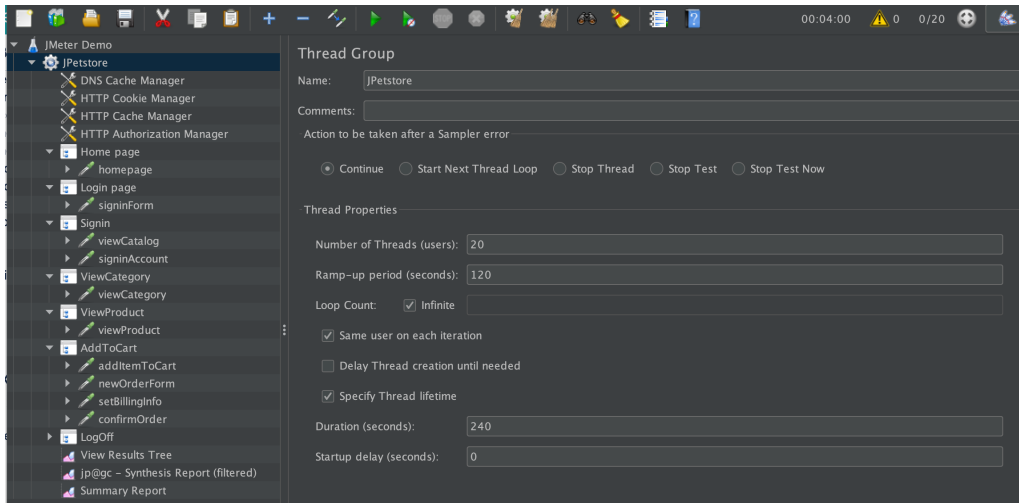 00:04:00 0 0/20
JMeter Demo
JPetstore
DNS Cache Manager
HTTP Cookie Manager
HTTP Cache Manager
HTTP Authorization Manager
Home page
homepage
Login page
signinForm
Signin
viewCatalog
signinAccount
ViewCategory
viewCategory
ViewProduct
viewProduct
AddToCart
addItemToCart
newOrderForm
setBillingInfo
confirmOrder
LogOff
View Results Tree
jp@gc - Synthesis Report (filtered)
Summary Report
Thread Group
Name: JPetstore
Comments:
Action to be taken after a Sampler error
Continue Start Next Thread Loop Stop Thread Stop Test Stop Test Now
Thread Properties
Number of Threads (users): 20
Ramp-up period (seconds): 120
Loop Count: Infinite
Same user on each iteration
Delay Thread creation until needed
Specify Thread lifetime
Duration (seconds): 240
Startup delay (seconds): 0